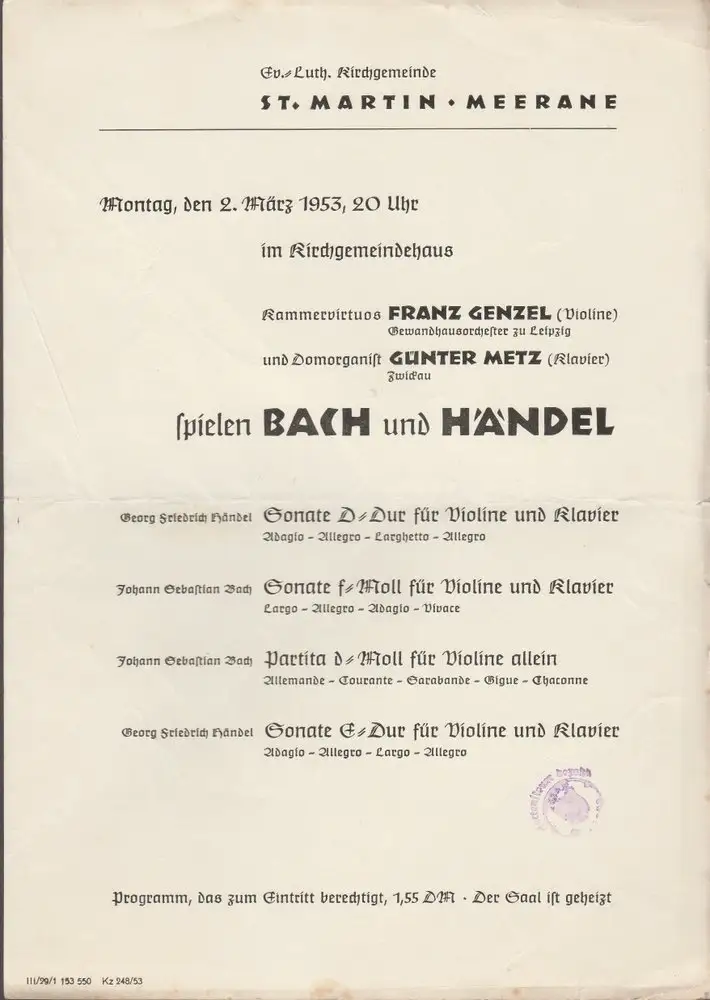 Ev.-Luth. Kirchgemeinde
ST. MARTIN · MEERANE
Montag, den 2. März 1953, 20 Uhr
im Kirchgemeindehaus
Kammervirtuos FRANZ GENZEL (Violine)
Gewandhausorchester zu Leipzig
und Domorganist GÜNTER METZ (Klavier)
Zwickau
spielen BACH und HÄNDEL
Georg Friedrich Händel Sonate D-Dur für Violine und Klavier
Adagio - Allegro - Larghetto - Allegro
Johann Sebastian Bach Sonate f-Moll für Violine und Klavier
Largo - Allegro - Adagio - Vivace
Johann Sebastian Bach Partita d-Moll für Violine allein
Allemande - Courante - Sarabande - Gigue - Chaconne
Georg Friedrich Händel Sonate E-Dur für Violine und Klavier
Adagio - Allegro - Largo - Allegro
Programm, das zum Eintritt berechtigt, 1,55 DM · Der Saal ist geheizt
III/29/1 153 550 Kz 248/53